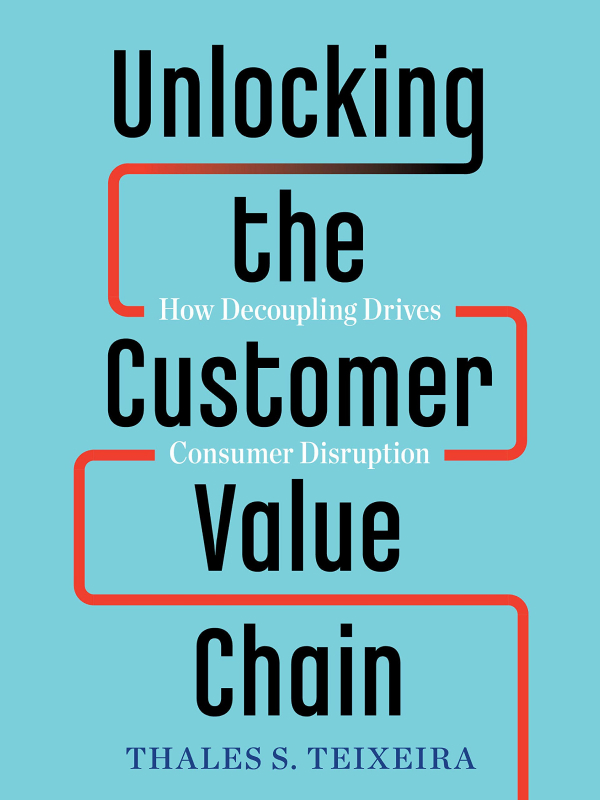 Unlocking
the
How Decoupling Drives
Customer
Consumer Disruption
Value
Chain
THALES S. TEIXEIRA